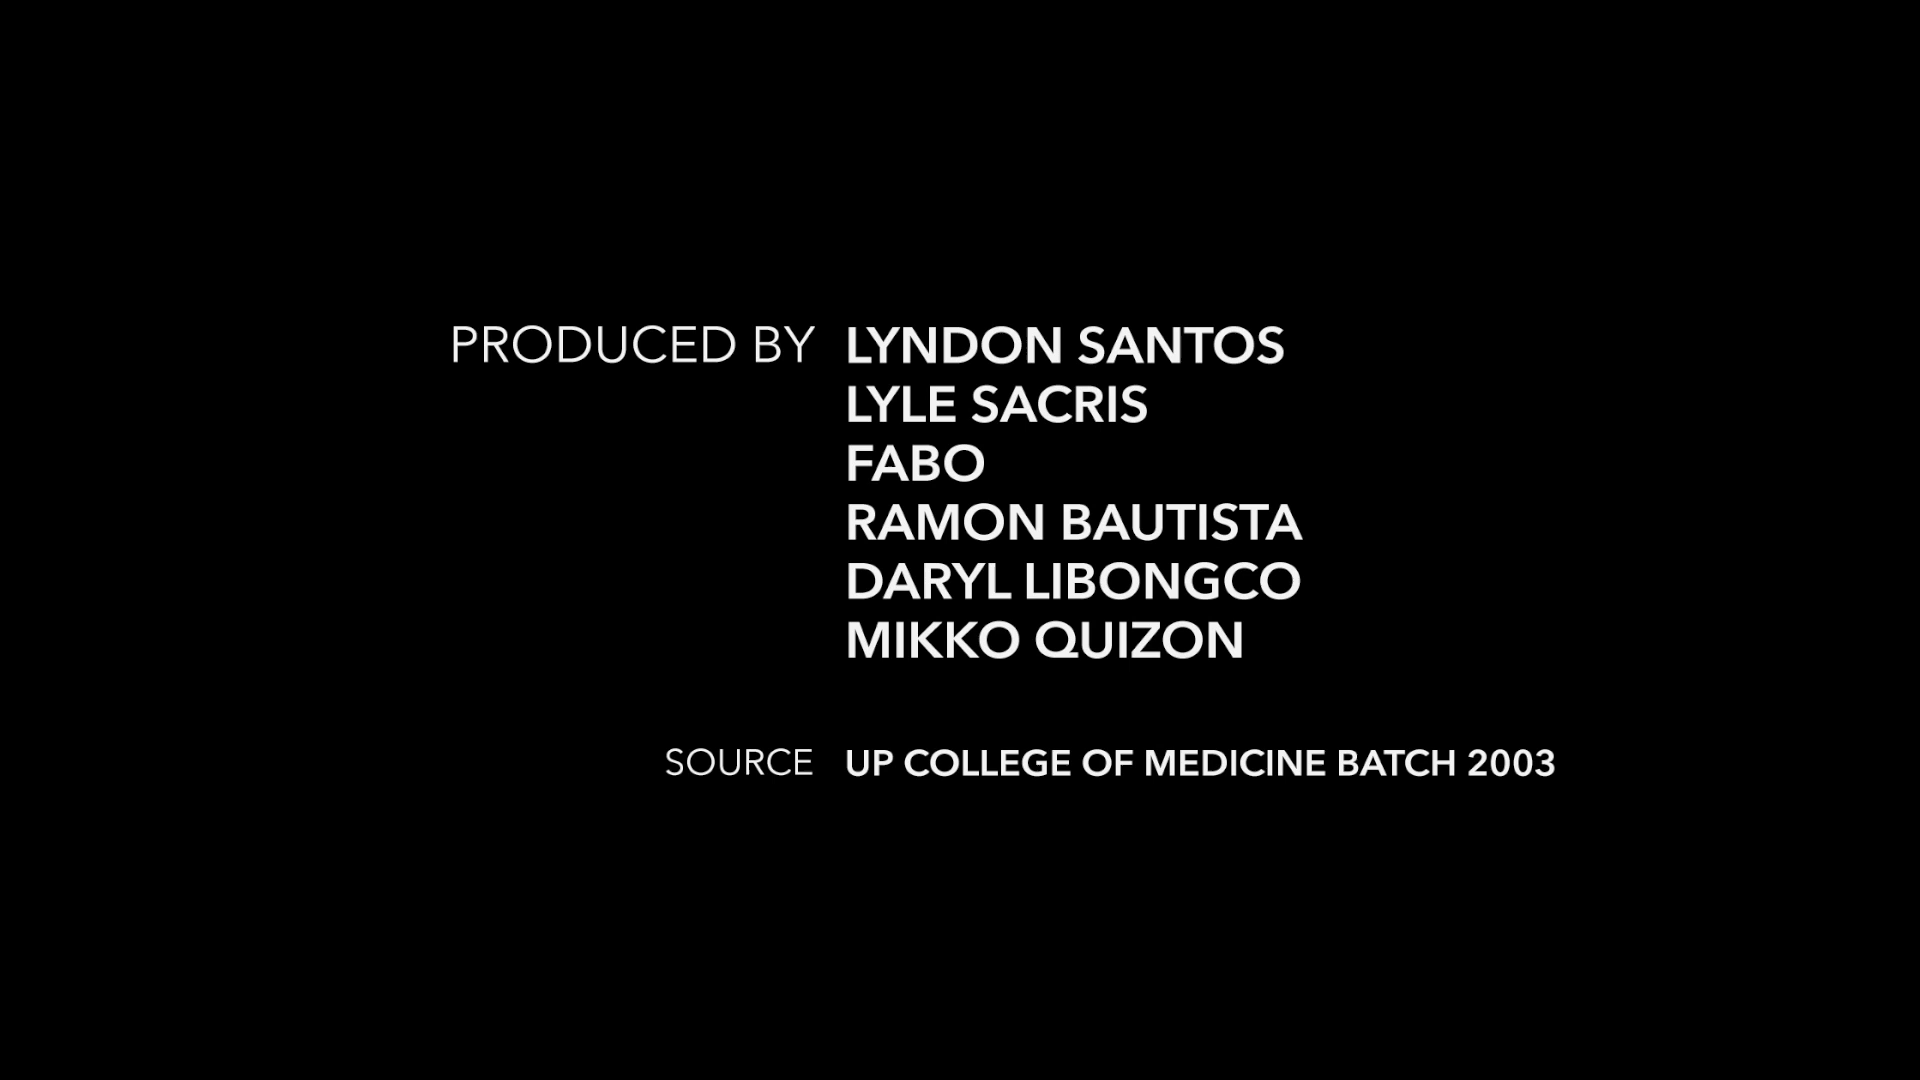 PRODUCED BY LYNDON SANTOS
LYLE SACRIS
FABO
RAMON BAUTISTA
DARYL LIBONGCO
MIKKO QUIZON
SOURCE UP COLLEGE OF MEDICINE BATCH 2003